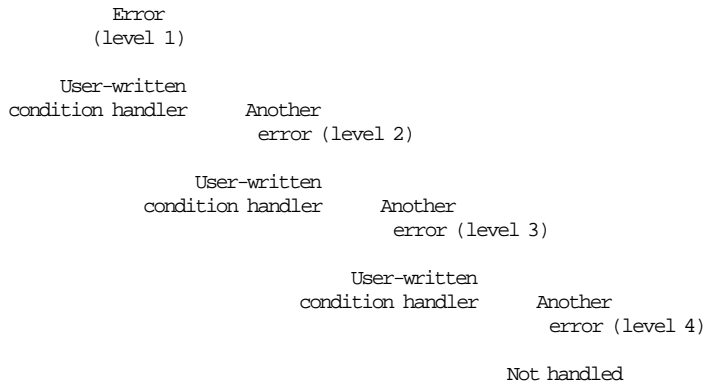 Error
(level 1)
User-written
condition handler Another
error (level 2)
User-written
condition handler Another
error (level 3)
User-written
condition handler Another
error (level 4)
Not handled